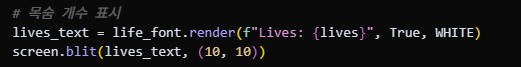 # 목숨 개수 표시
lives_text = life_font.render(f"Lives: {lives}", True, WHITE)
screen.blit(lives_text, (10, 10))